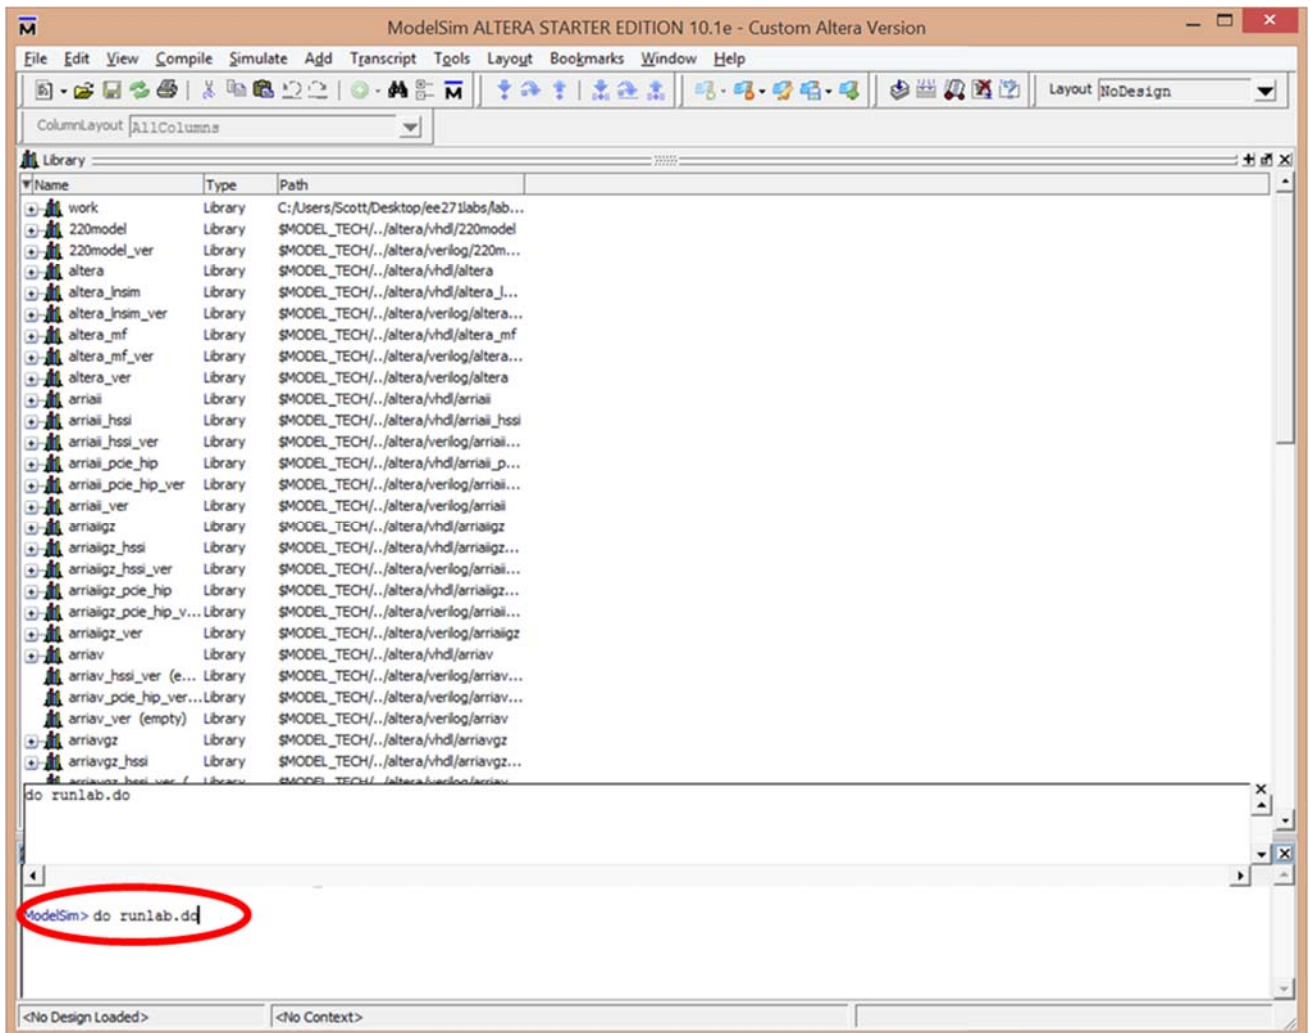 ModelSim ALTERA STARTER EDITION 10.1e - Custom Altera Version
File Edit View Compile Simulate Add Transcript Tools Layout Bookmarks Window Help
Layout NoDesign
ColumnLayout AllColumns
Library
Name Type Path
work Library C:/Users/Scott/Desktop/ee271labs/lab...
220model Library $MODEL_TECH/../altera/vhdl/220model
220model_ver Library $MODEL_TECH/../altera/verilog/220m...
altera Library $MODEL_TECH/../altera/vhdl/altera
altera_lnsim Library $MODEL_TECH/../altera/vhdl/altera_l...
altera_lnsim_ver Library $MODEL_TECH/../altera/verilog/altera...
altera_mf Library $MODEL_TECH/../altera/vhdl/altera_mf
altera_mf_ver Library $MODEL_TECH/../altera/verilog/altera...
altera_ver Library $MODEL_TECH/../altera/verilog/altera
arriaii Library $MODEL_TECH/../altera/vhdl/arriaii
arriaii_hssi Library $MODEL_TECH/../altera/vhdl/arriaii_hssi
arriaii_hssi_ver Library $MODEL_TECH/../altera/verilog/arriaii...
arriaii_pcie_hip Library $MODEL_TECH/../altera/vhdl/arriaii_p...
arriaii_pcie_hip_ver Library $MODEL_TECH/../altera/verilog/arriaii...
arriaii_ver Library $MODEL_TECH/../altera/verilog/arriaii
arriaiigz Library $MODEL_TECH/../altera/vhdl/arriaiigz
arriaiigz_hssi Library $MODEL_TECH/../altera/vhdl/arriaiigz...
arriaiigz_hssi_ver Library $MODEL_TECH/../altera/verilog/arriaii...
arriaiigz_pcie_hip Library $MODEL_TECH/../altera/vhdl/arriaiigz...
arriaiigz_pcie_hip_v... Library $MODEL_TECH/../altera/verilog/arriaii...
arriaiigz_ver Library $MODEL_TECH/../altera/verilog/arriaiigz
arriav Library $MODEL_TECH/../altera/vhdl/arriav
arriav_hssi_ver (e... Library $MODEL_TECH/../altera/verilog/arriav...
arriav_pcie_hip_ver... Library $MODEL_TECH/../altera/verilog/arriav...
arriav_ver (empty) Library $MODEL_TECH/../altera/verilog/arriav
arriavgz Library $MODEL_TECH/../altera/vhdl/arriavgz
arriavgz_hssi Library $MODEL_TECH/../altera/vhdl/arriavgz...
arriavgz_hssi_ver ( Library $MODEL_TECH/../altera/verilog/arriav
do runlab.do
ModelSim> do runlab.do
<No Design Loaded> <No Context>